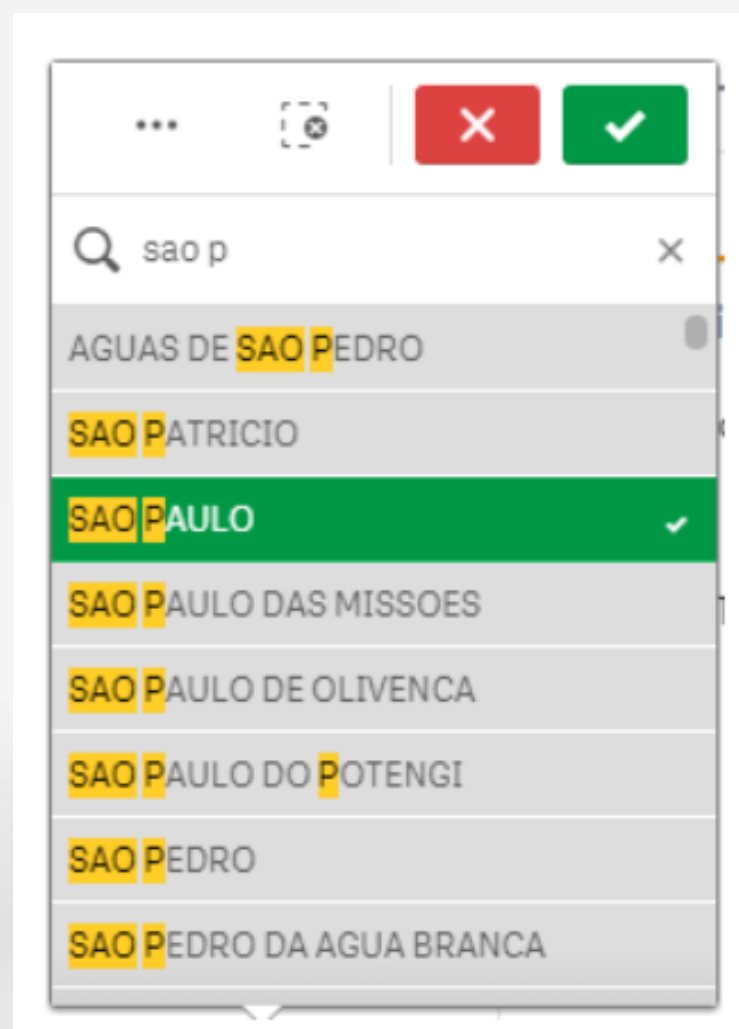 sao p
AGUAS DE SAO PEDRO
SAO PATRICIO
SAO PAULO
SAO PAULO DAS MISSOES
SAO PAULO DE OLIVENCA
SAO PAULO DO POTENGI
SAO PEDRO
SAO PEDRO DA AGUA BRANCA